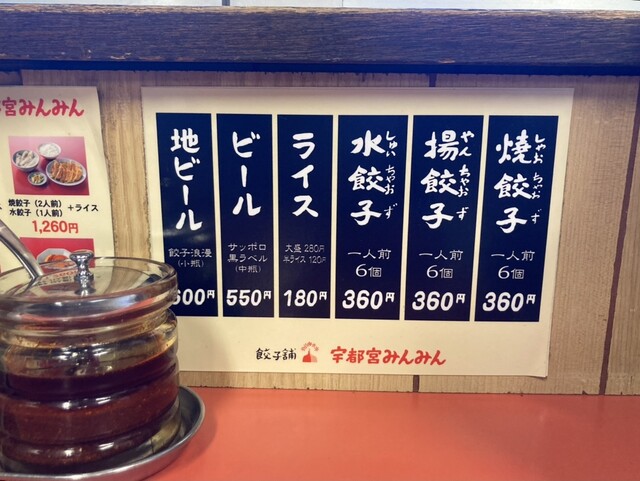 焼餃子
しゃおちゃおず
一人前
6個
360円
揚餃子
やんちゃおず
一人前
6個
360円
水餃子
しゅいちゃおず
一人前
6個
360円
ライス
大盛 280円
半ライス 120円
180円
ビール
サッポロ
黒ラベル
(中瓶)
550円
地ビール
餃子浪漫
(小瓶)
600円
餃子舗
宇都宮みんみん
宮みんみん
焼餃子（2人前）
水餃子（1人前）
+ライス
1,260円